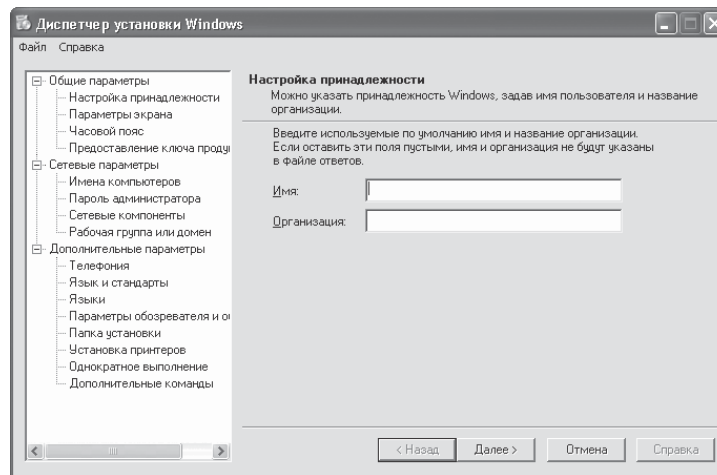 Диспетчер установки Windows
Файл Справка
Общие параметры
Настройка принадлежности
Параметры экрана
Часовой пояс
Предоставление ключа проду
Сетевые параметры
Имена компьютеров
Пароль администратора
Сетевые компоненты
Рабочая группа или домен
Дополнительные параметры
Телефония
Язык и стандарты
Языки
Параметры обозревателя и о
Папка установки
Установка принтеров
Однократное выполнение
Дополнительные команды
Настройка принадлежности
Можно указать принадлежность Windows, задав имя пользователя и название
организации.
Введите используемые по умолчанию имя и название организации.
Если оставить эти поля пустыми, имя и организация не будут указаны
в файле ответов.
Имя:
Организация:
< Назад Далее > Отмена Справка